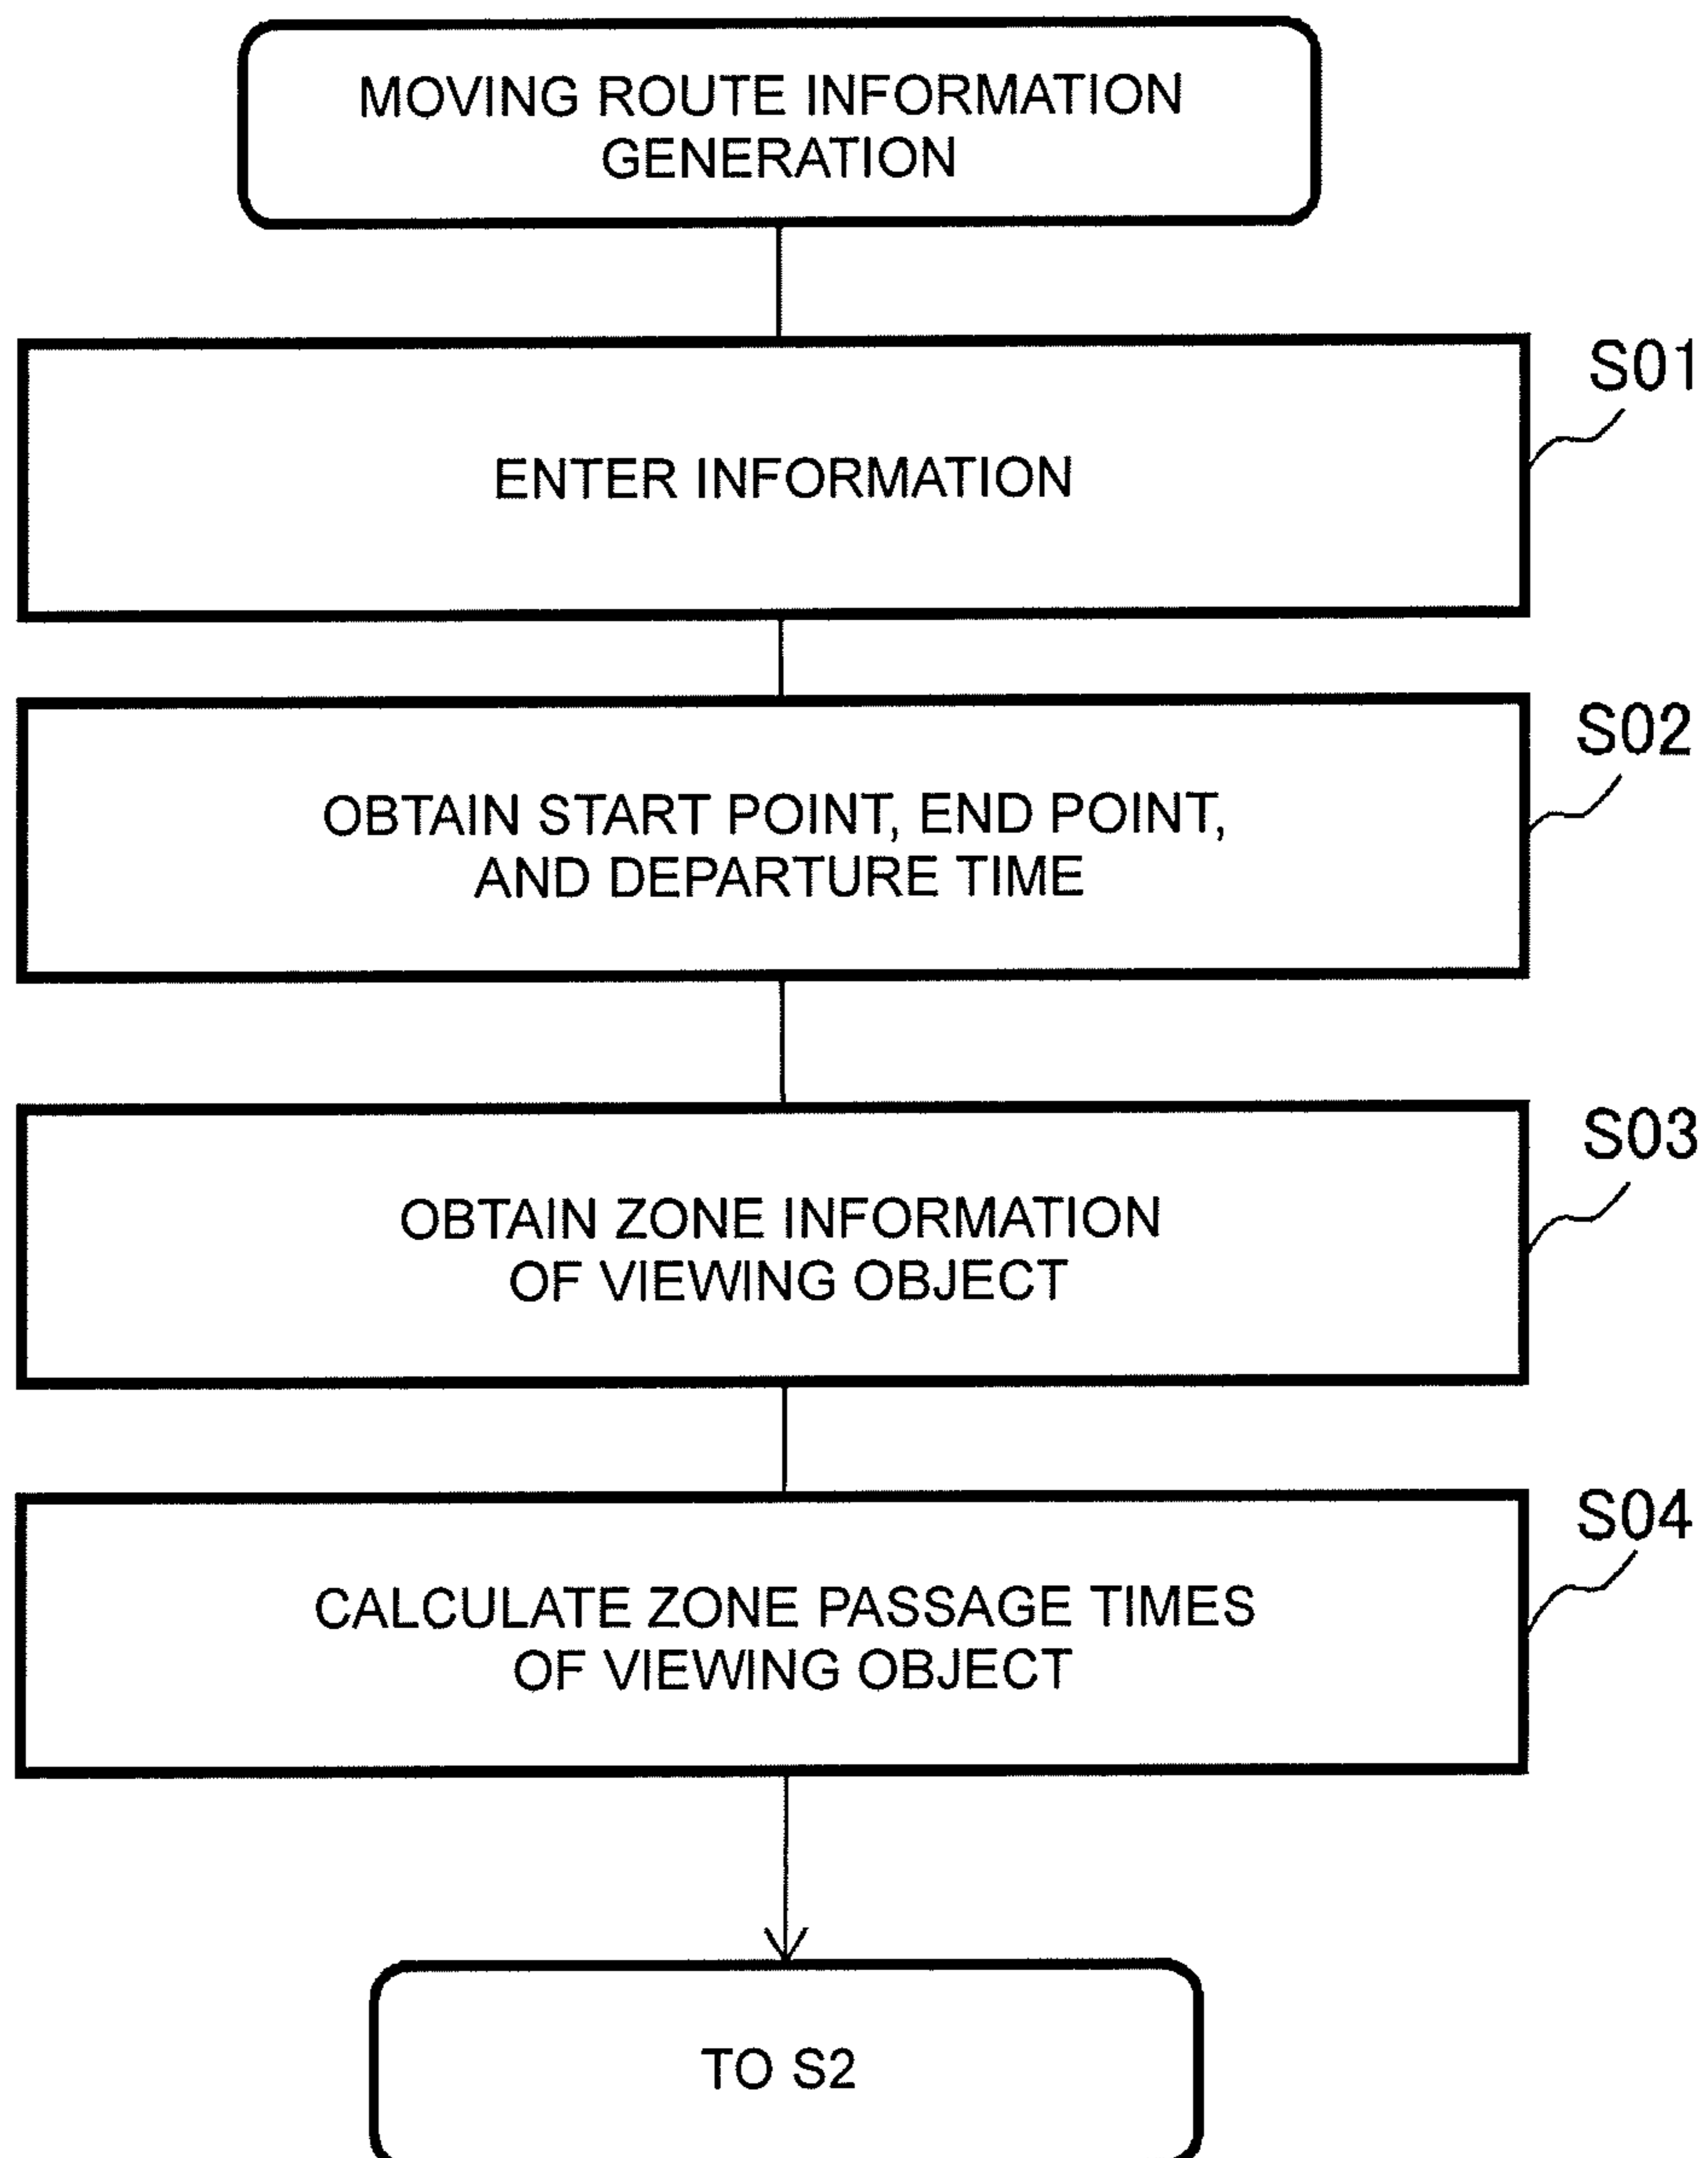 MOVING ROUTE INFORMATION
GENERATION
S01
ENTER INFORMATION
S02
OBTAIN START POINT, END POINT,
AND DEPARTURE TIME
S03
OBTAIN ZONE INFORMATION
OF VIEWING OBJECT
S04
CALCULATE ZONE PASSAGE TIMES
OF VIEWING OBJECT
TO S2